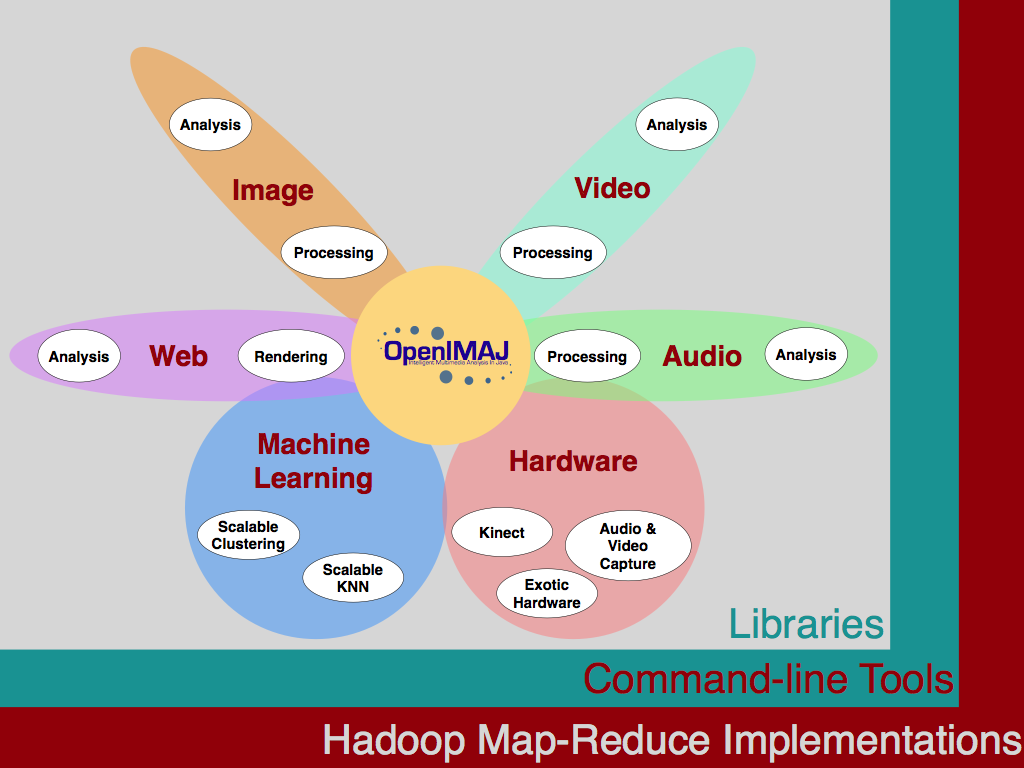 Analysis
Image
Processing
Analysis
Video
Processing
Analysis
Web
Rendering
OpenIMAJ
Intelligent Multimedia Analysis In Java
Processing
Audio
Analysis
Machine
Learning
Scalable
Clustering
Scalable
KNN
Hardware
Kinect
Audio &
Video
Capture
Exotic
Hardware
Libraries
Command-line Tools
Hadoop Map-Reduce Implementations